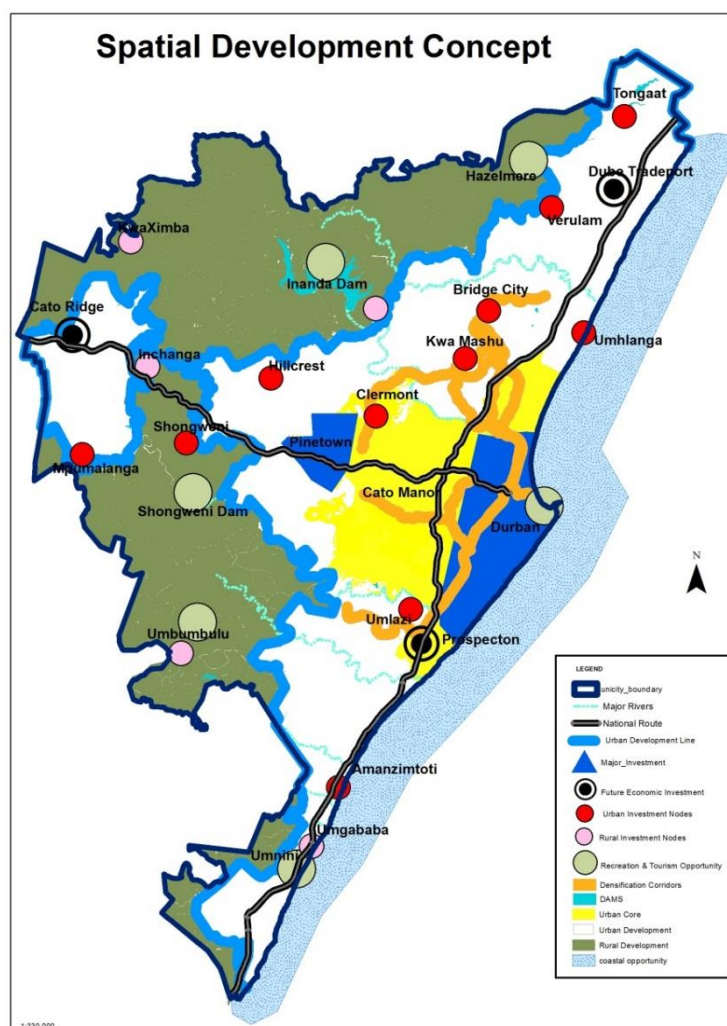 Spatial Development Concept
Tongaat
Hazelmere
Dube Tradeport
Verulam
KwaXimba
Inanda Dam
Bridge City
Cato Ridge
Umhlanga
Kwa Mashu
Inchanga
Hillcrest
Clermont
Shongweni
Pinetown
Mpumalanga
Cato Mano
Shongweni Dam
Durban
N
Umlazi
Umbumbulu
Prospecton
Amanzimtoti
Umgababa
Umnini
LEGEND
unicity_boundary
Major Rivers
National Route
Urban Development Line
Major_Investment
Future Economic Investment
Urban Investment Nodes
Rural Investment Nodes
Recreation & Tourism Opportunity
Densification Corridors
DAMS
Urban Core
Urban Development
Rural Development
coastal opportunity